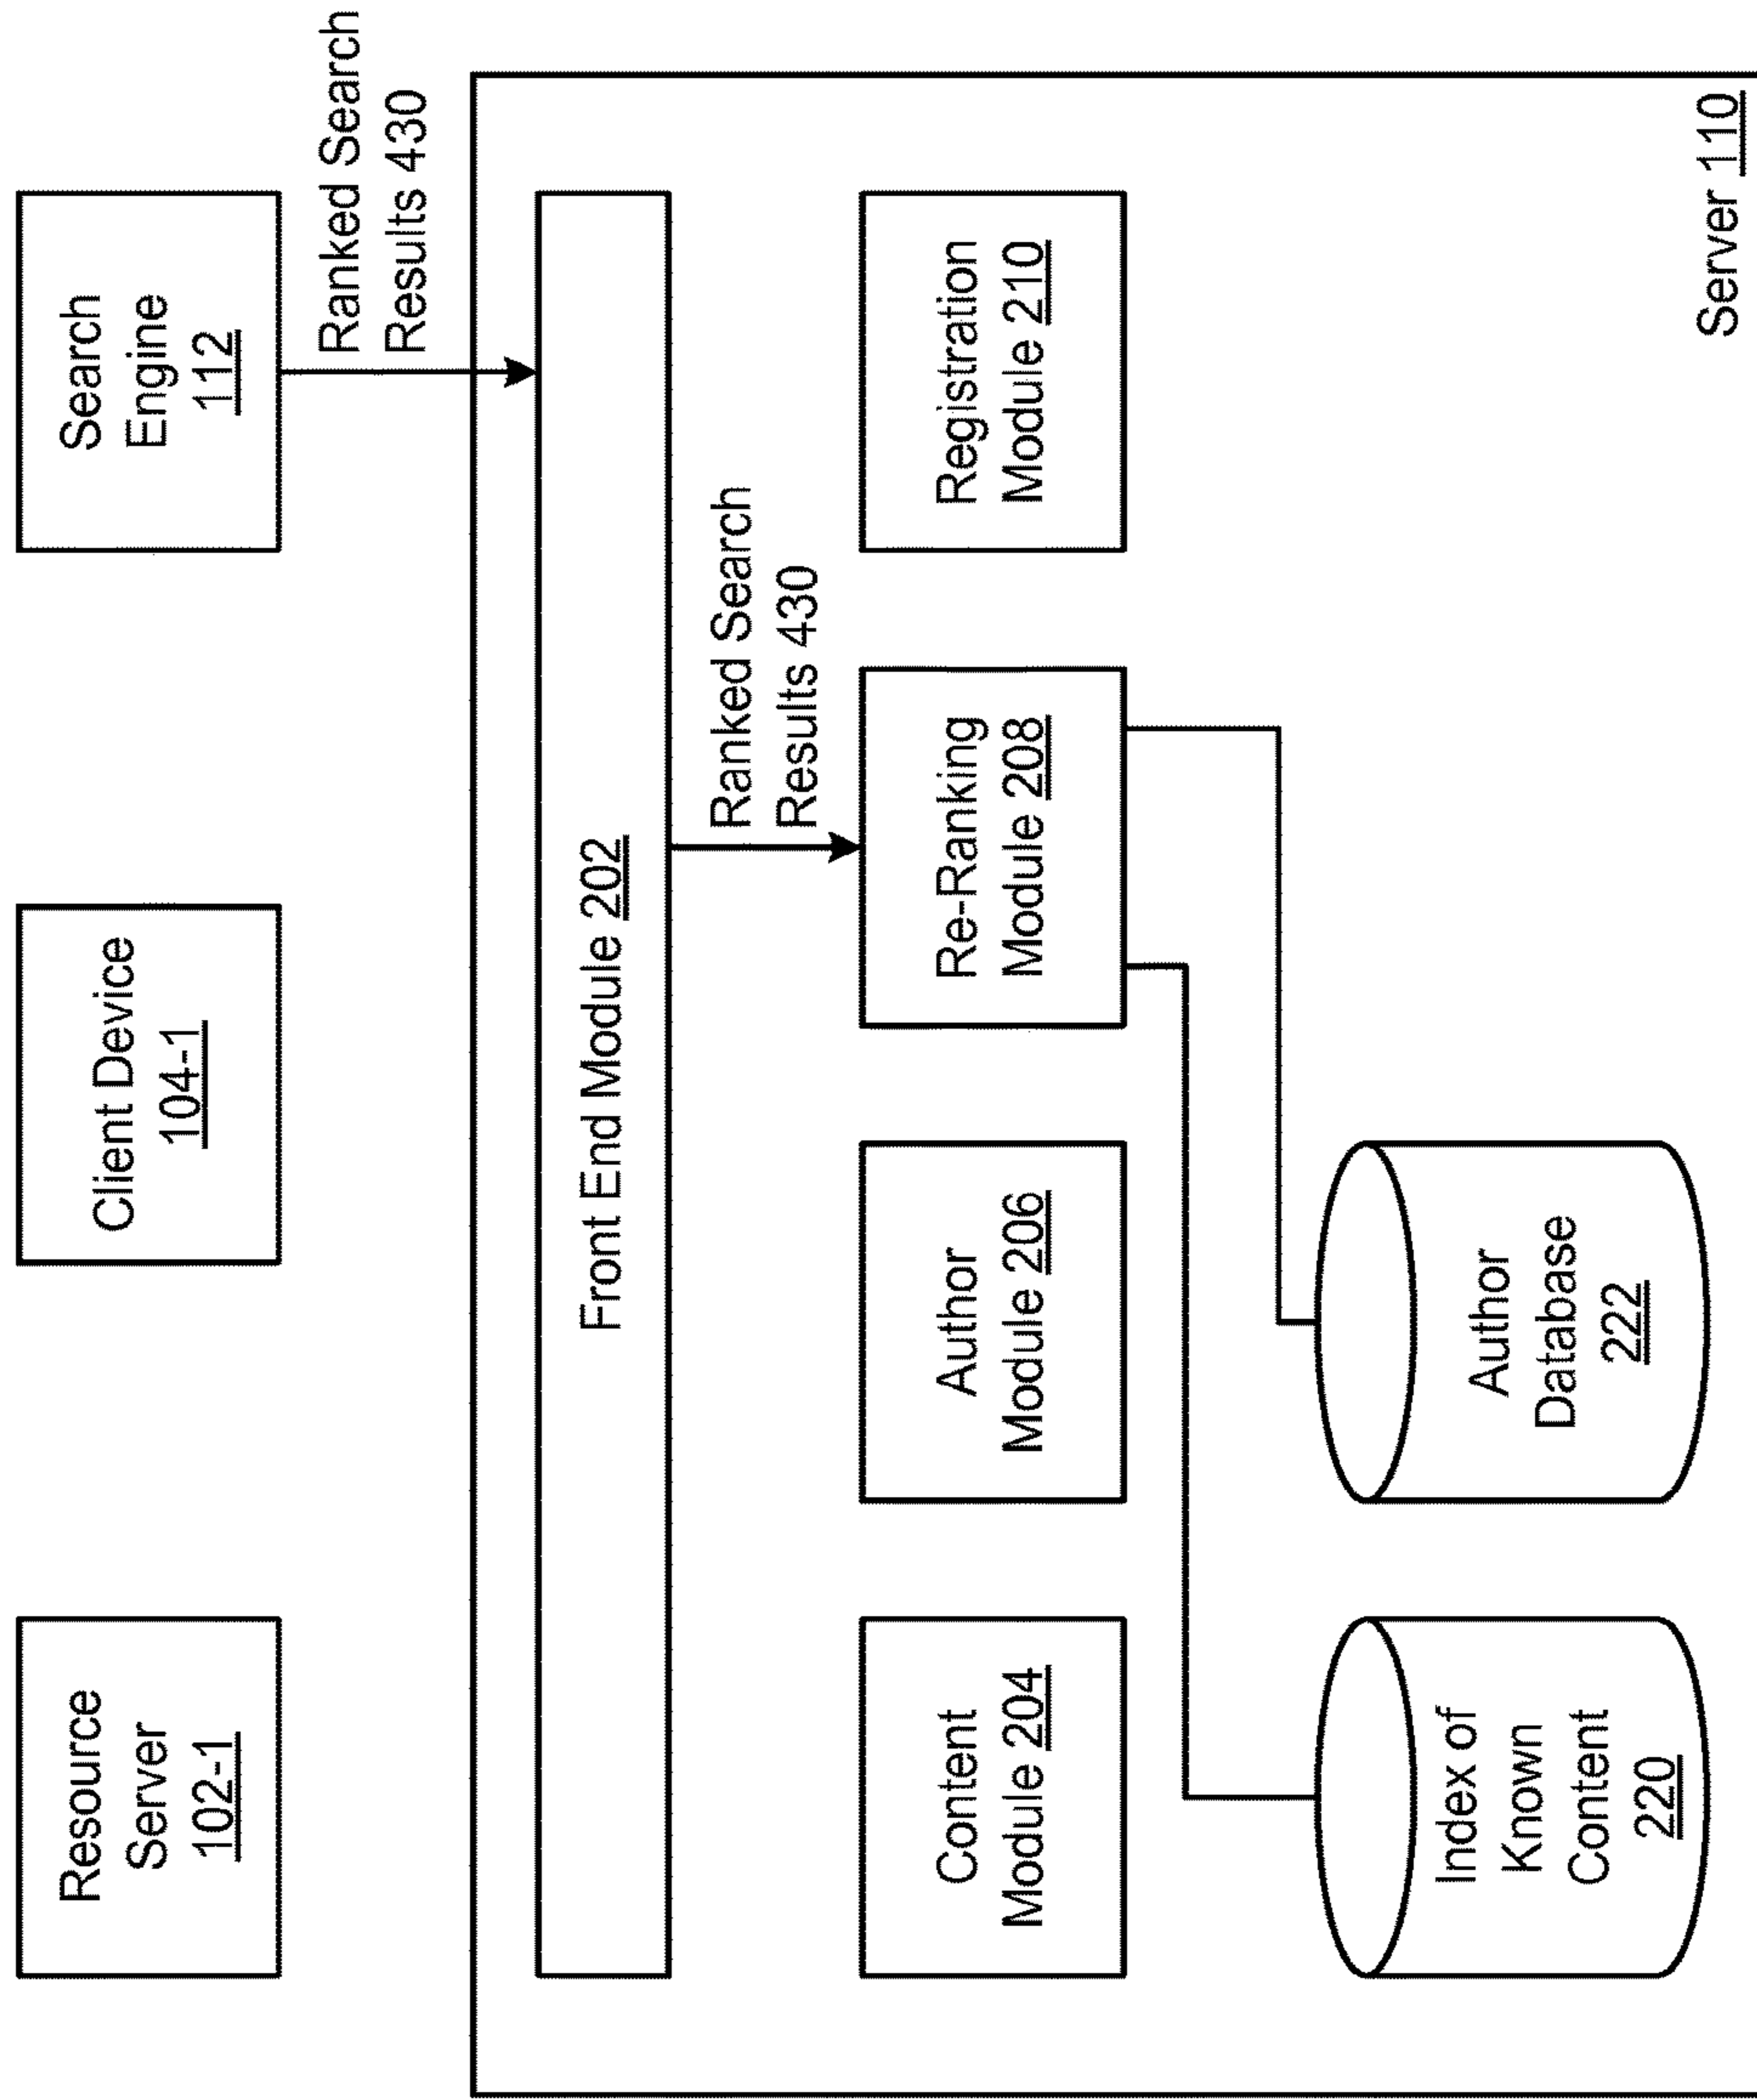 Resource
Server
102-1
Client Device
104-1
Search
Engine
112
Ranked Search
Results 430
Front End Module 202
Ranked Search
Results 430
Content
Module 204
Author
Module 206
Re-Ranking
Module 208
Registration
Module 210
Index of
Known
Content
220
Author
Database
222
Server 110